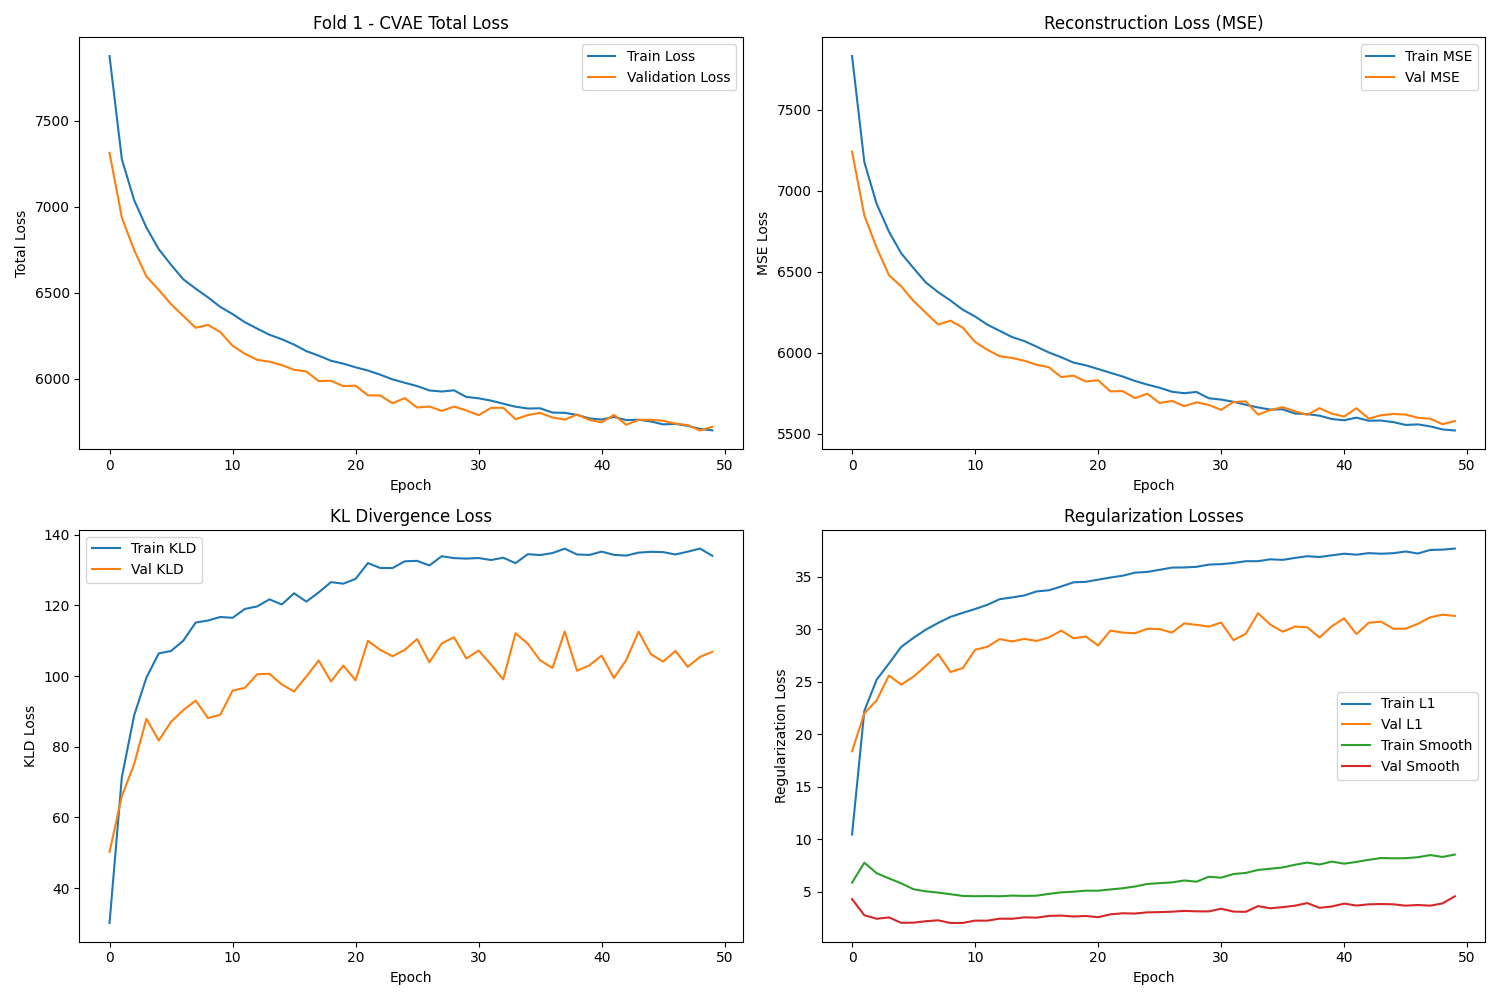 Fold 1 - CVAE Total Loss
Train Loss
Validation Loss
Total Loss
7500
7000
6500
6000
0 10 20 30 40 50
Epoch
Reconstruction Loss (MSE)
Train MSE
Val MSE
MSE Loss
7500
7000
6500
6000
5500
0 10 20 30 40 50
Epoch
KL Divergence Loss
Train KLD
Val KLD
KLD Loss
140
120
100
80
60
40
0 10 20 30 40 50
Epoch
Regularization Losses
Train L1
Val L1
Train Smooth
Val Smooth
Regularization Loss
35
30
25
20
15
10
5
0 10 20 30 40 50
Epoch